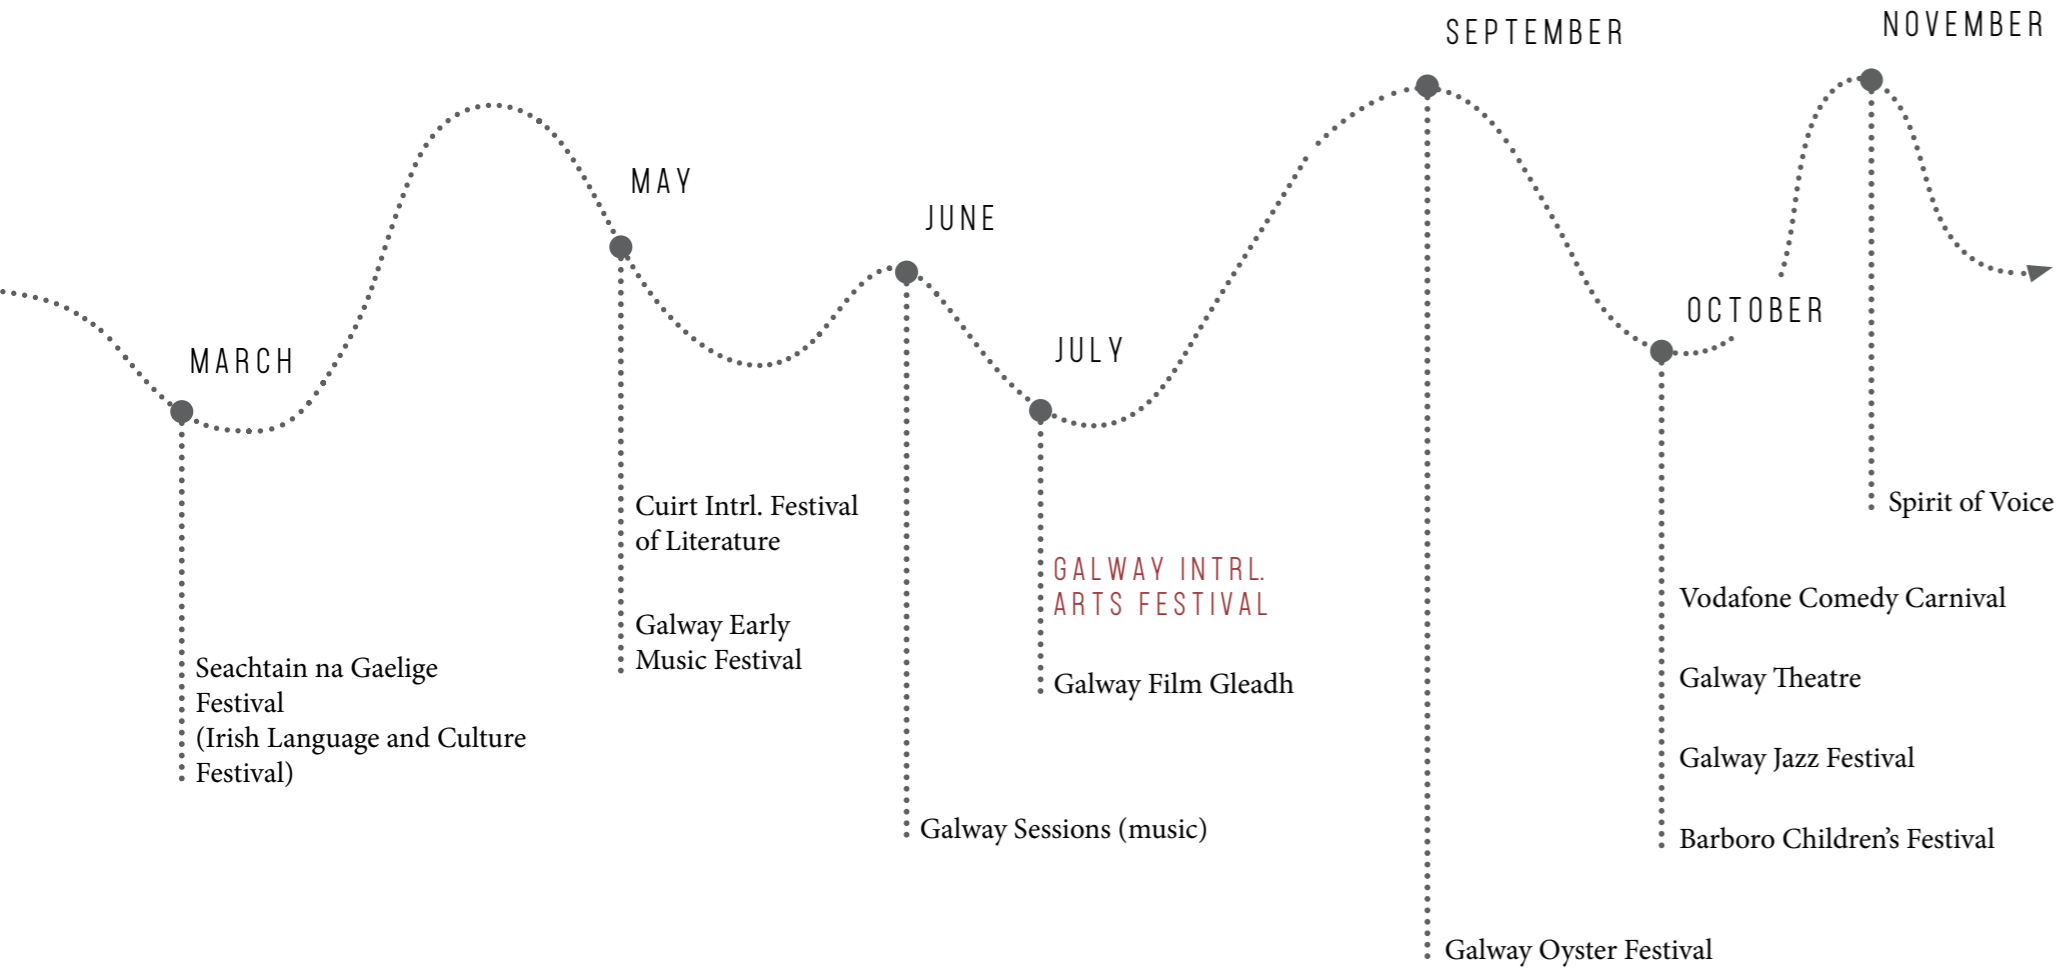 MARCH
Seachtain na Gaelige
Festival
(Irish Language and Culture
Festival)
MAY
Cuirt Intrl. Festival
of Literature
Galway Early
Music Festival
JUNE
Galway Sessions (music)
JULY
GALWAY INTRL.
ARTS FESTIVAL
Galway Film Gleadh
SEPTEMBER
Galway Oyster Festival
OCTOBER
Vodafone Comedy Carnival
Galway Theatre
Galway Jazz Festival
Barboro Children’s Festival
NOVEMBER
Spirit of Voice